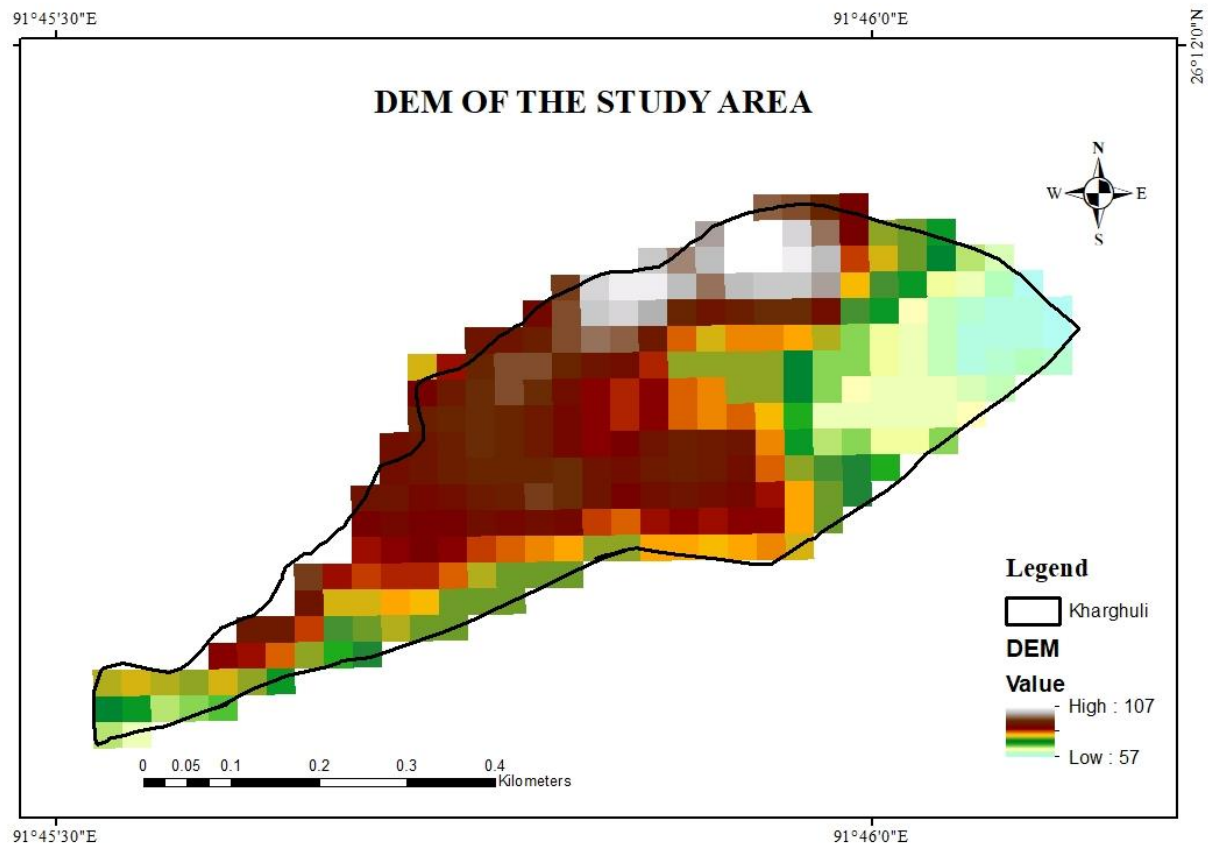 91°45'30"E
91°46'0"E
26°12'0"N
DEM OF THE STUDY AREA
N
W
E
S
Legend
Kharghuli
DEM
Value
High : 107
Low : 57
0 0.05 0.1 0.2 0.3 0.4
Kilometers
91°45'30"E
91°46'0"E